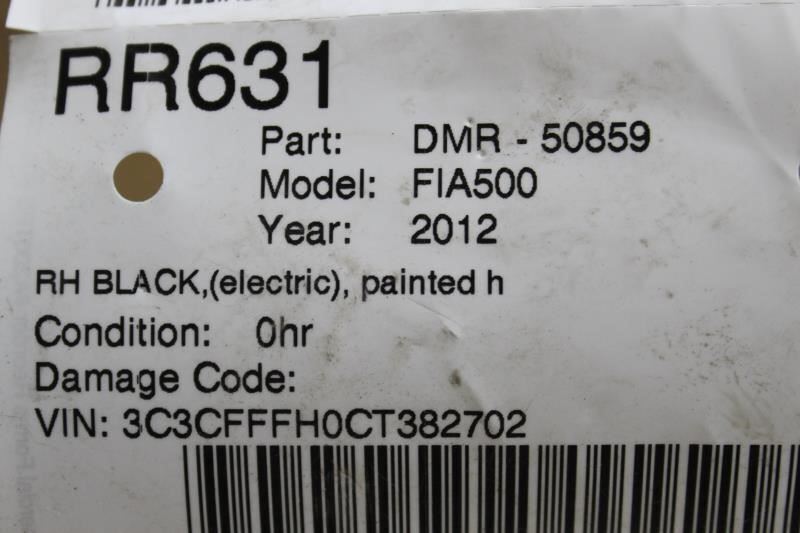 RR631
Part: DMR - 50859
Model: FIA500
Year: 2012
RH BLACK,(electric), painted h
Condition: 0hr
Damage Code:
VIN: 3C3CFFFH0CT382702